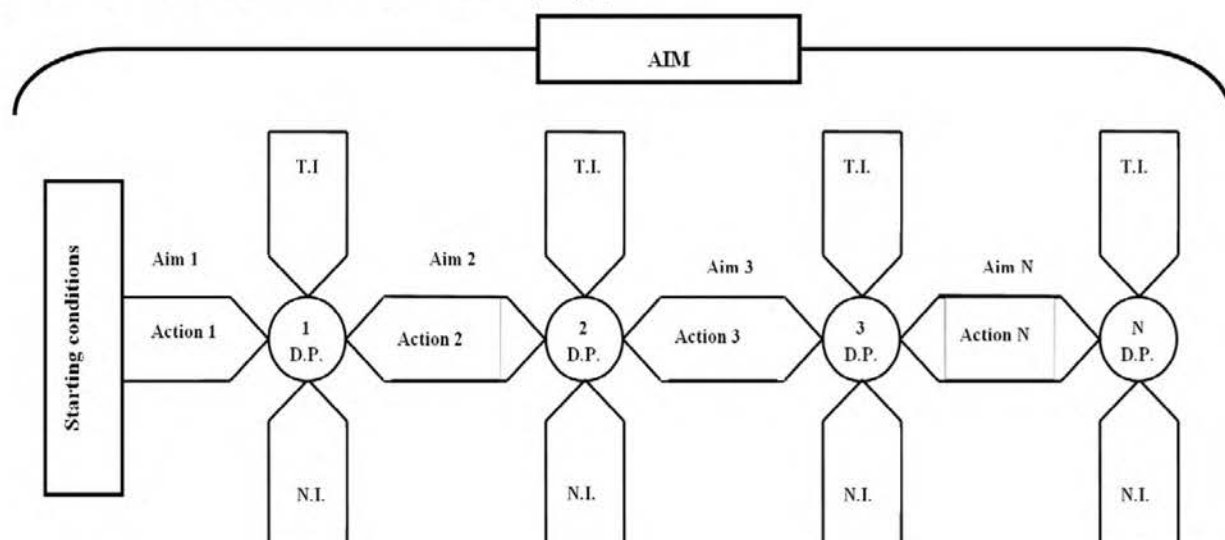 AIM
T.I
T.I.
T.I.
T.I.
Starting conditions
Aim 1
Aim 2
Aim 3
Aim N
Action 1
1
D.P.
Action 2
2
D.P.
Action 3
3
D.P.
Action N
N
D.P.
N.I.
N.I.
N.I.
N.I.